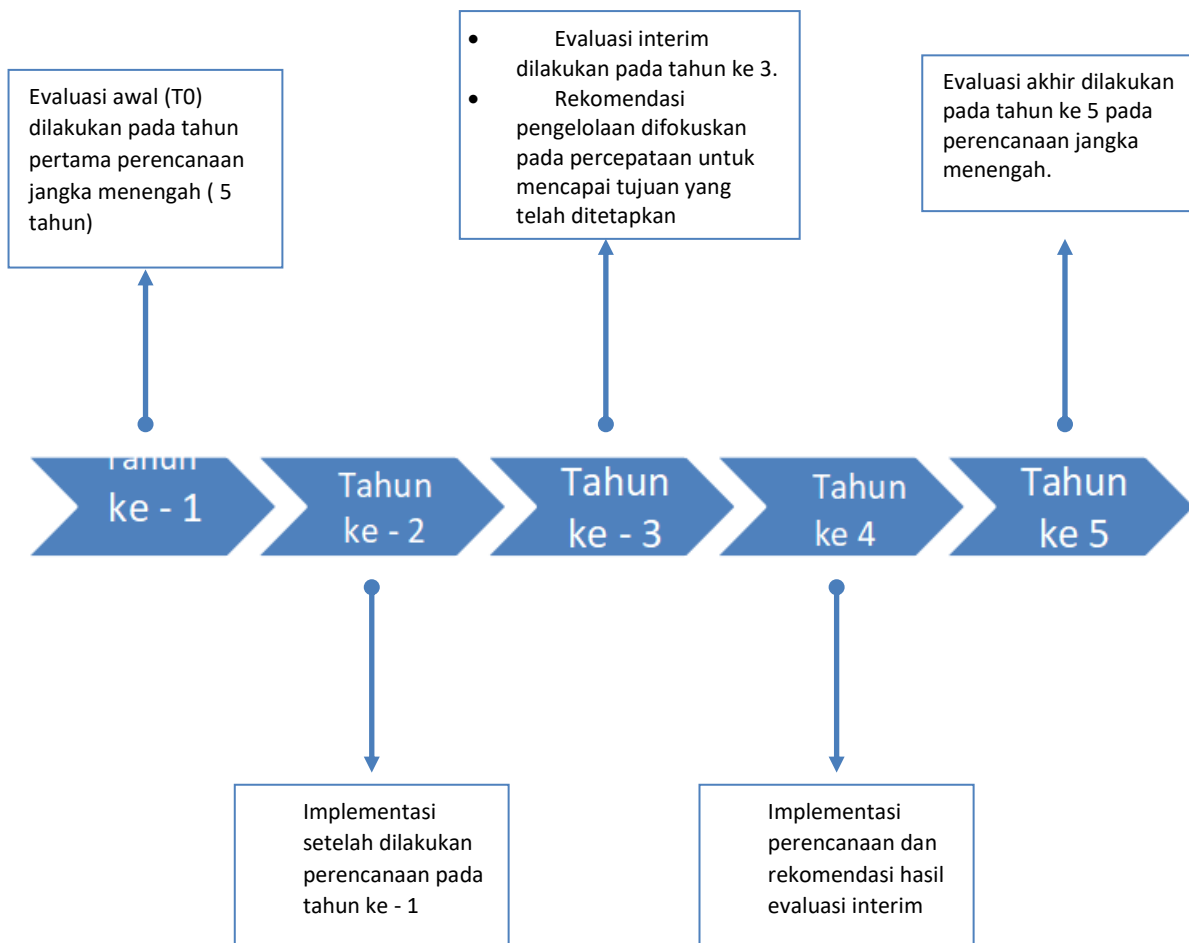 Evaluasi awal (T0)
dilakukan pada tahun
pertama perencanaan
jangka menengah ( 5
tahun)
• Evaluasi interim
dilakukan pada tahun ke 3.
• Rekomendasi
pengelolaan difokuskan
pada percepataan untuk
mencapai tujuan yang
telah ditetapkan
Evaluasi akhir dilakukan
pada tahun ke 5 pada
perencanaan jangka
menengah.
Tahun
ke - 1
Tahun
ke - 2
Tahun
ke - 3
Tahun
ke 4
Tahun
ke 5
Implementasi
setelah dilakukan
perencanaan pada
tahun ke - 1
Implementasi
perencanaan dan
rekomendasi hasil
evaluasi interim